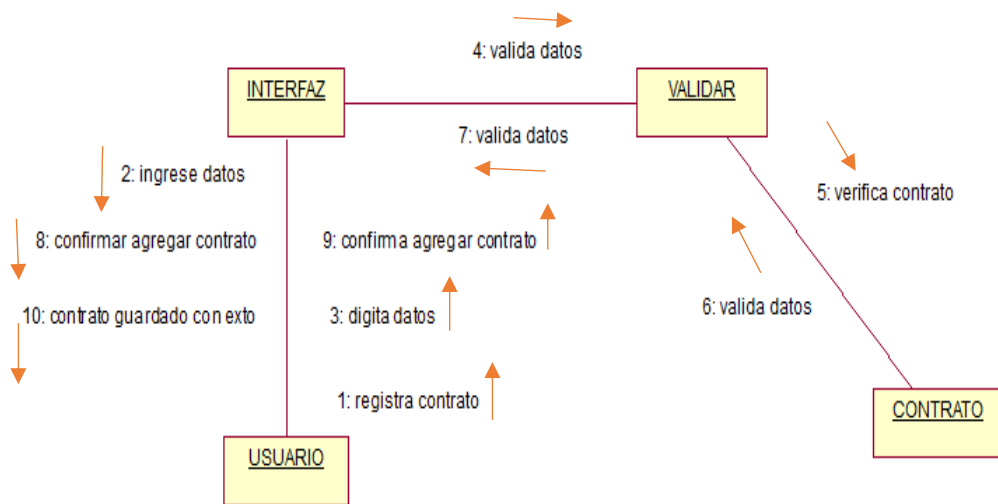 4: valida datos
INTERFAZ
VALIDAR
7: valida datos
2: ingrese datos
5: verifica contrato
8: confirmar agregar contrato
9: confirma agregar contrato
10: contrato guardado con exto
3: digita datos
6: valida datos
1: registra contrato
CONTRATO
USUARIO